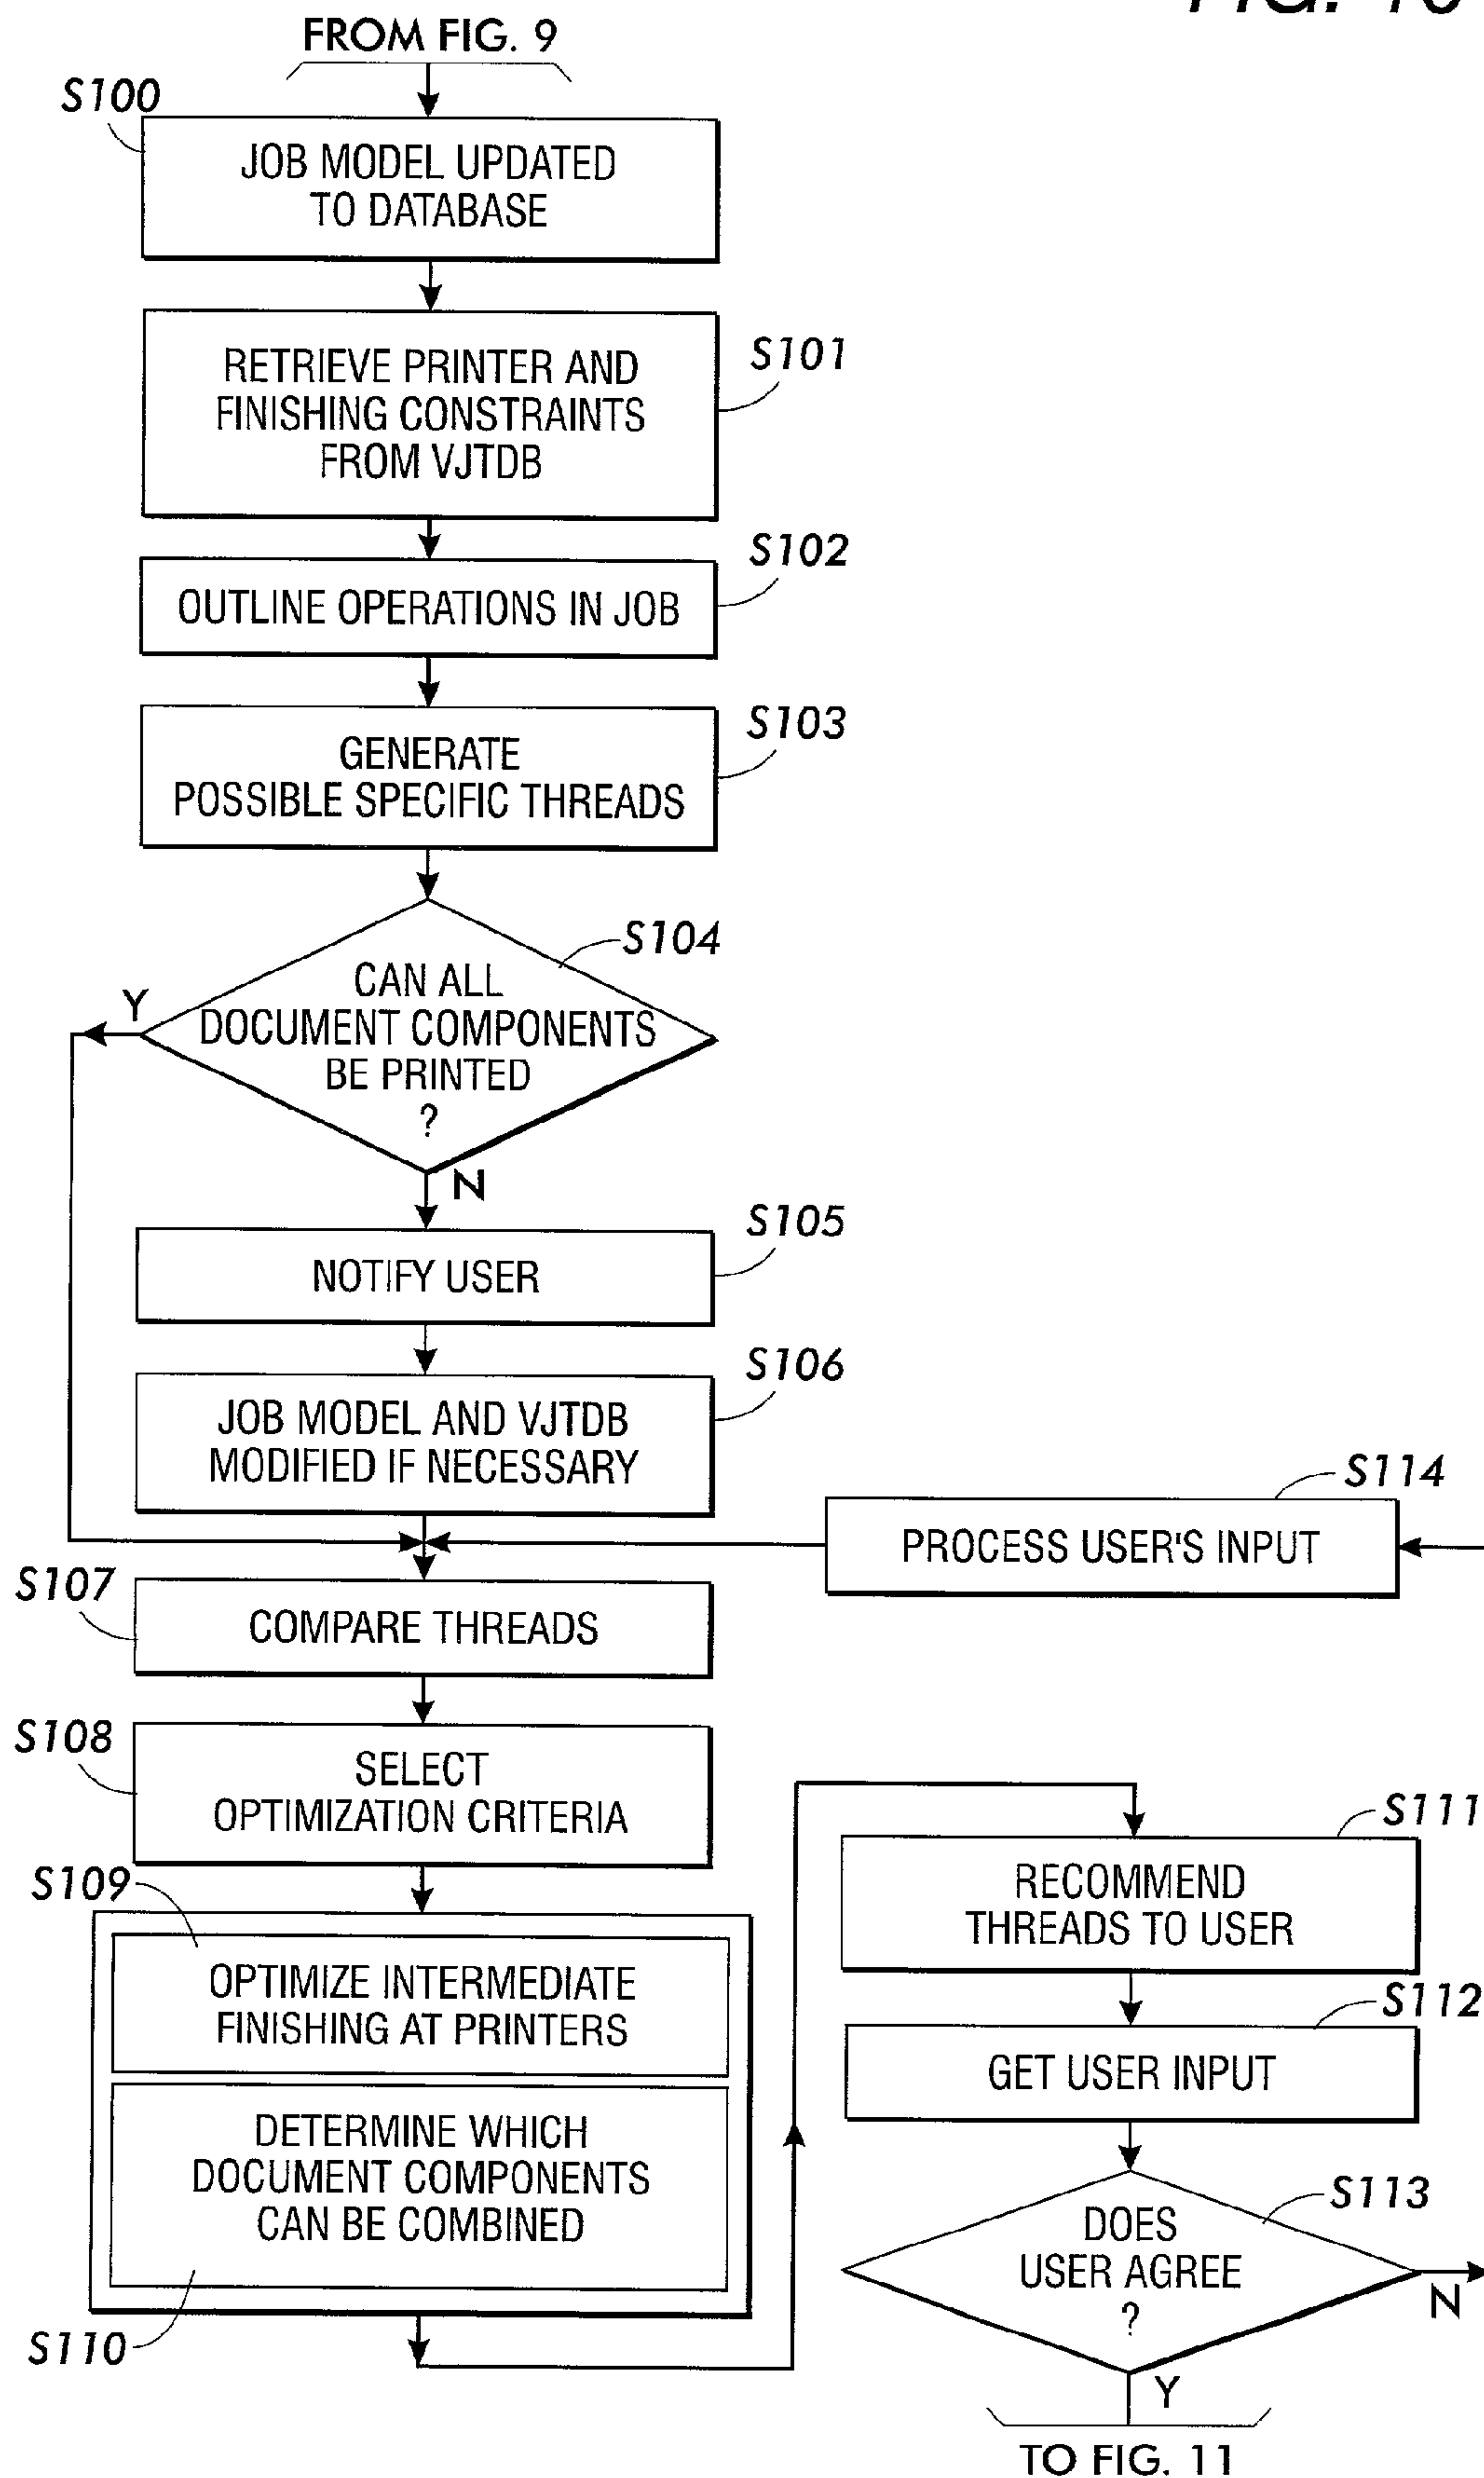 FROM FIG. 9
S100
JOB MODEL UPDATED
TO DATABASE
RETRIEVE PRINTER AND
FINISHING CONSTRAINTS
FROM VJTDB
S101
OUTLINE OPERATIONS IN JOB
S102
GENERATE
POSSIBLE SPECIFIC THREADS
S103
S104
CAN ALL
DOCUMENT COMPONENTS
BE PRINTED
?
Y
N
NOTIFY USER
S105
JOB MODEL AND VJTDB
MODIFIED IF NECESSARY
S106
S114
PROCESS USER'S INPUT
S107
COMPARE THREADS
S108
SELECT
OPTIMIZATION CRITERIA
S109
OPTIMIZE INTERMEDIATE
FINISHING AT PRINTERS
DETERMINE WHICH
DOCUMENT COMPONENTS
CAN BE COMBINED
S110
S111
RECOMMEND
THREADS TO USER
S112
GET USER INPUT
S113
DOES
USER AGREE
?
N
Y
TO FIG. 11